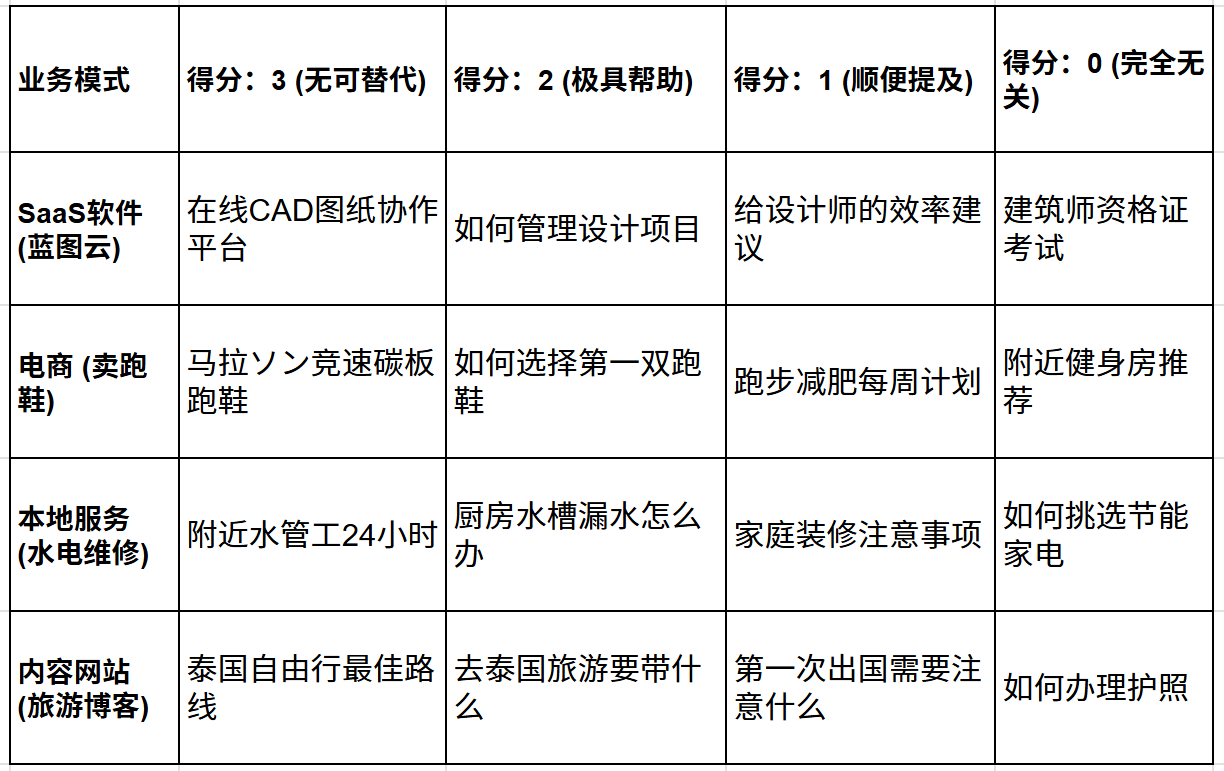 业务模式
得分：3 (无可替代)
得分：2 (极具帮助)
得分：1 (顺便提及)
得分：0 (完全无
关)
SaaS软件
(蓝图云)
在线CAD图纸协作
平台
如何管理设计项目
给设计师的效率建
议
建筑师资格证
考试
电商 (卖跑
鞋)
马拉ソン竞速碳板
跑鞋
如何选择第一双跑
鞋
跑步减肥每周计划
附近健身房推
荐
本地服务
(水电维修)
附近水管工24小时
厨房水槽漏水怎么
办
家庭装修注意事项
如何挑选节能
家电
内容网站
(旅游博客)
泰国自由行最佳路
线
去泰国旅游要带什
么
第一次出国需要注
意什么
如何办理护照